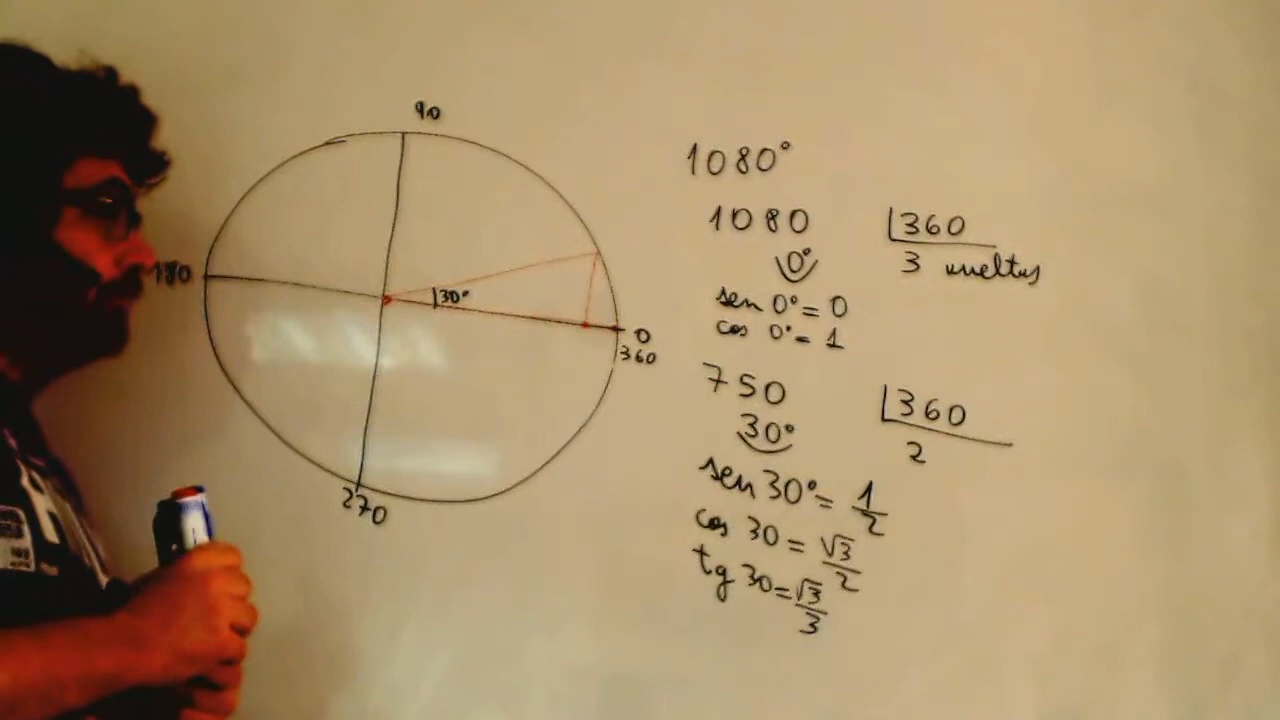 90
180
30°
0
360
270
1080°
1080 360
0° 3 vueltas
sen 0° = 0
cos 0° = 1
750 360
30° 2
sen 30° = 1/2
cos 30 = √3/2
tg 30 = √3/3